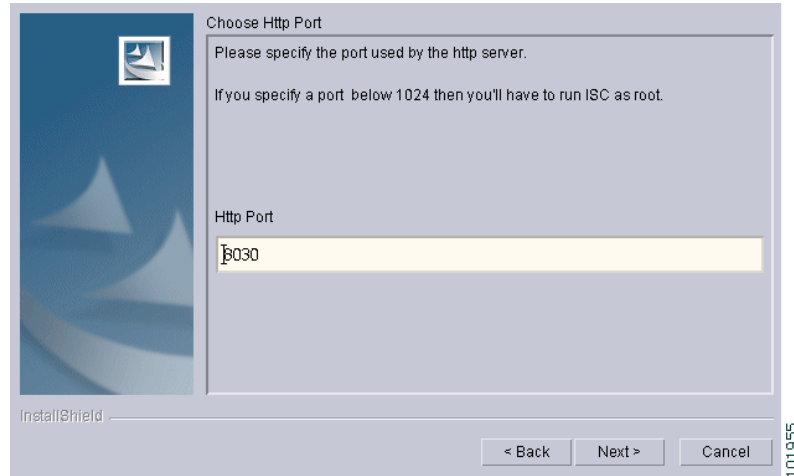 Choose Http Port
Please specify the port used by the http server.
If you specify a port below 1024 then you'll have to run ISC as root.
Http Port
8030
InstallShield
< Back
Next >
Cancel
101955